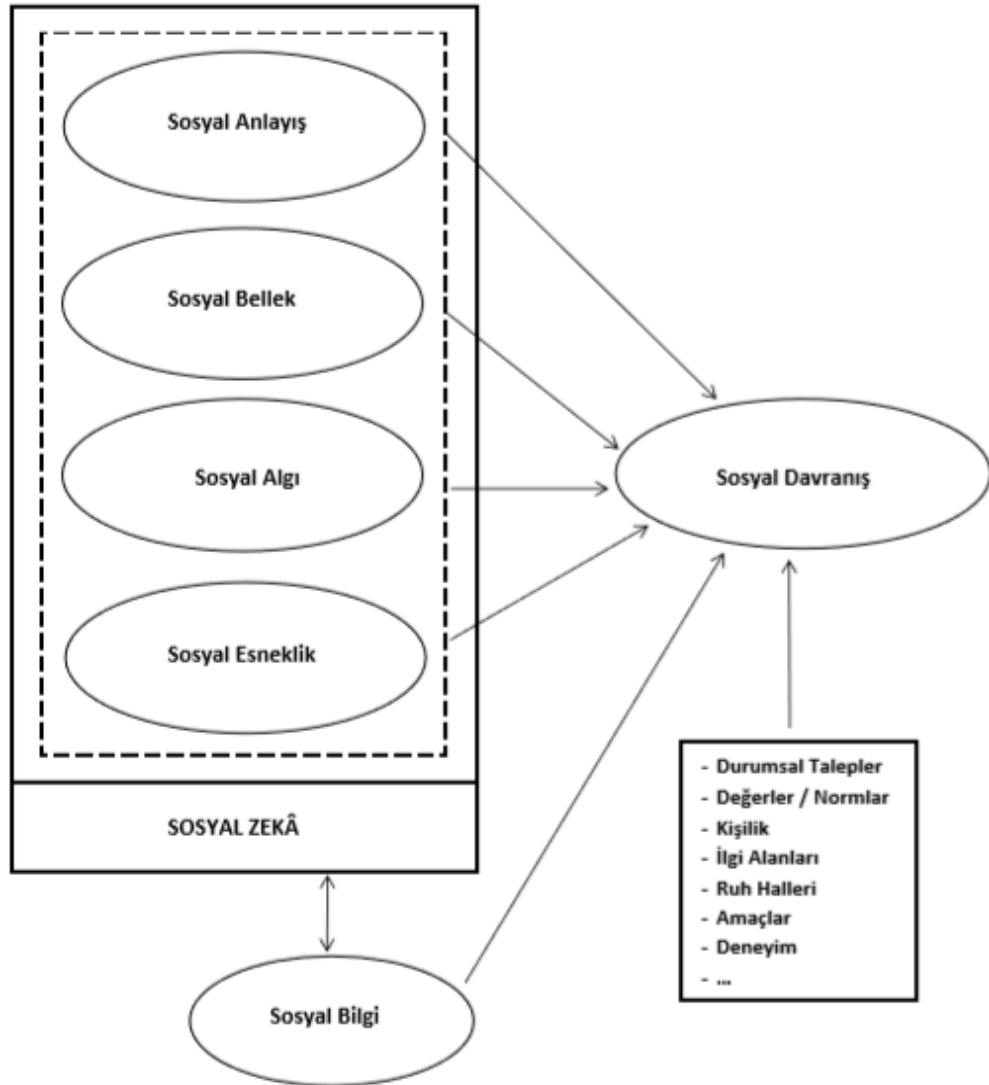 Sosyal Anlayış
Sosyal Bellek
Sosyal Algı
Sosyal Esneklik
SOSYAL ZEKÂ
Sosyal Bilgi
Sosyal Davranış
- Durumsal Talepler
- Değerler / Normlar
- Kişilik
- İlgi Alanları
- Ruh Halleri
- Amaçlar
- Deneyim
- ...